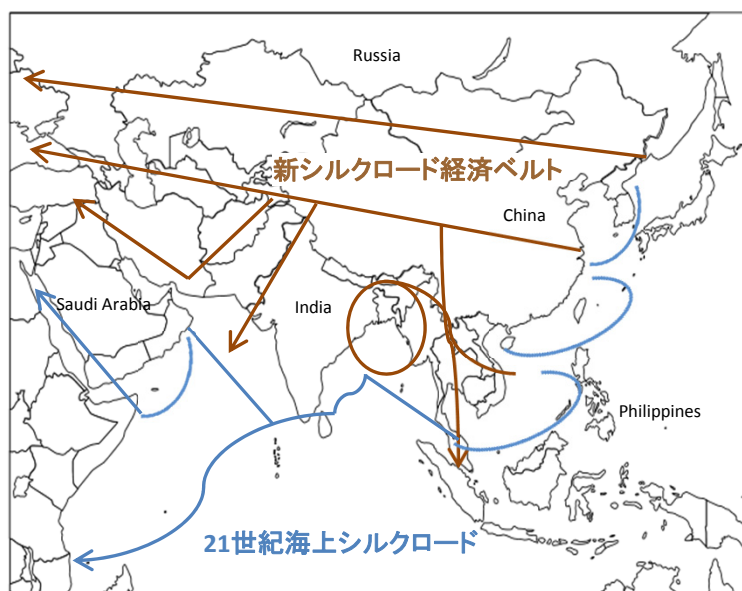 Russia
新シルクロード経済ベルト
China
Saudi Arabia
India
Philippines
21世紀海上シルクロード